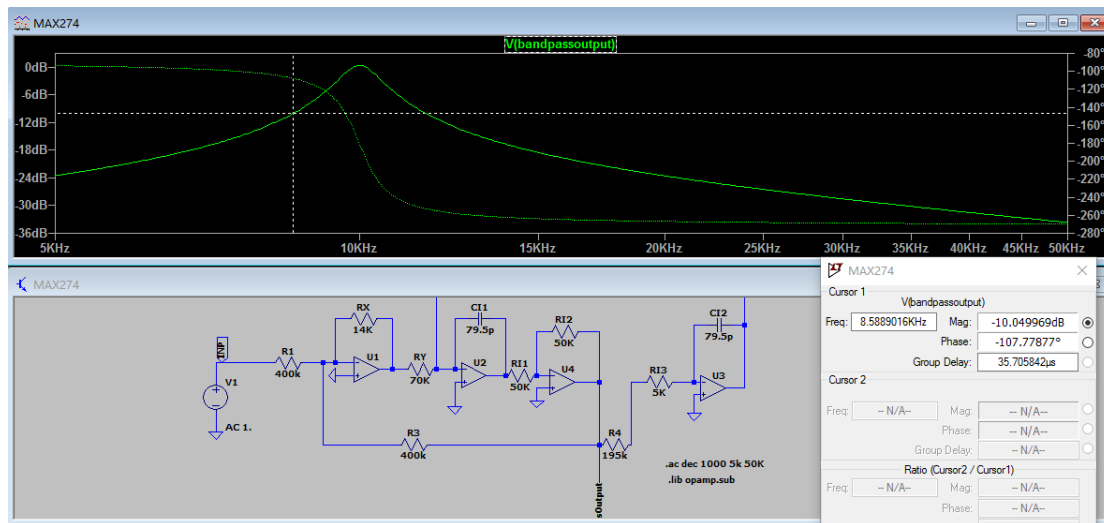 MAX274
V(bandpassoutput)
0dB
-6dB
-12dB
-18dB
-24dB
-30dB
-36dB
-80°
-100°
-120°
-140°
-160°
-180°
-200°
-220°
-240°
-260°
-280°
5KHz 10KHz 15KHz 20KHz 25KHz 30KHz 35KHz 40KHz 45KHz 50KHz
MAX274
INP
V1
AC 1.
R1
400k
RX
14K
U1
RY
70K
CI1
79.5p
U2
RI1
50K
RI2
50K
U4
R3
400k
R4
195k
RI3
5K
CI2
79.5p
U3
sOutput
.ac dec 1000 5k 50K
.lib opamp.sub
MAX274
Cursor 1
V(bandpassoutput)
Freq: 8.5889016KHz Mag: -10.049969dB
Phase: -107.77877°
Group Delay: 35.705842µs
Cursor 2
Freq: -- N/A-- Mag: -- N/A--
Phase: -- N/A--
Group Delay: -- N/A--
Ratio (Cursor2 / Cursor1)
Freq: -- N/A-- Mag: -- N/A--
Phase: -- N/A--